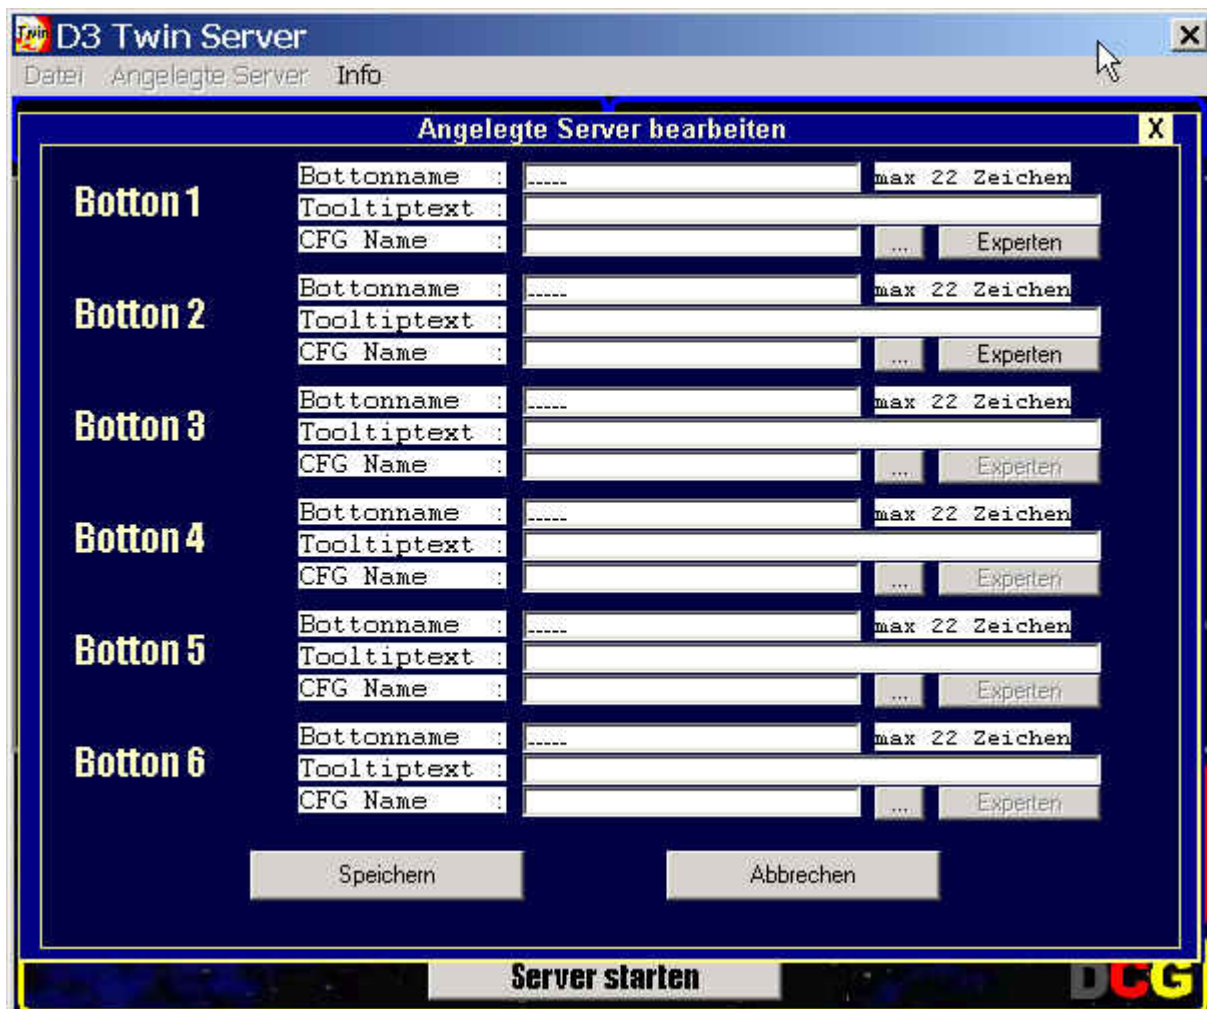 Twin D3 Twin Server X
Datei Angelegte Server Info
Angelegte Server bearbeiten X
Botton 1
Bottonname : ----- max 22 Zeichen
Tooltiptext :
CFG Name : ... Experten
Botton 2
Bottonname : ----- max 22 Zeichen
Tooltiptext :
CFG Name : ... Experten
Botton 3
Bottonname : ----- max 22 Zeichen
Tooltiptext :
CFG Name : ... Experten
Botton 4
Bottonname : ----- max 22 Zeichen
Tooltiptext :
CFG Name : ... Experten
Botton 5
Bottonname : ----- max 22 Zeichen
Tooltiptext :
CFG Name : ... Experten
Botton 6
Bottonname : ----- max 22 Zeichen
Tooltiptext :
CFG Name : ... Experten
Speichern Abbrechen
Server starten DCG